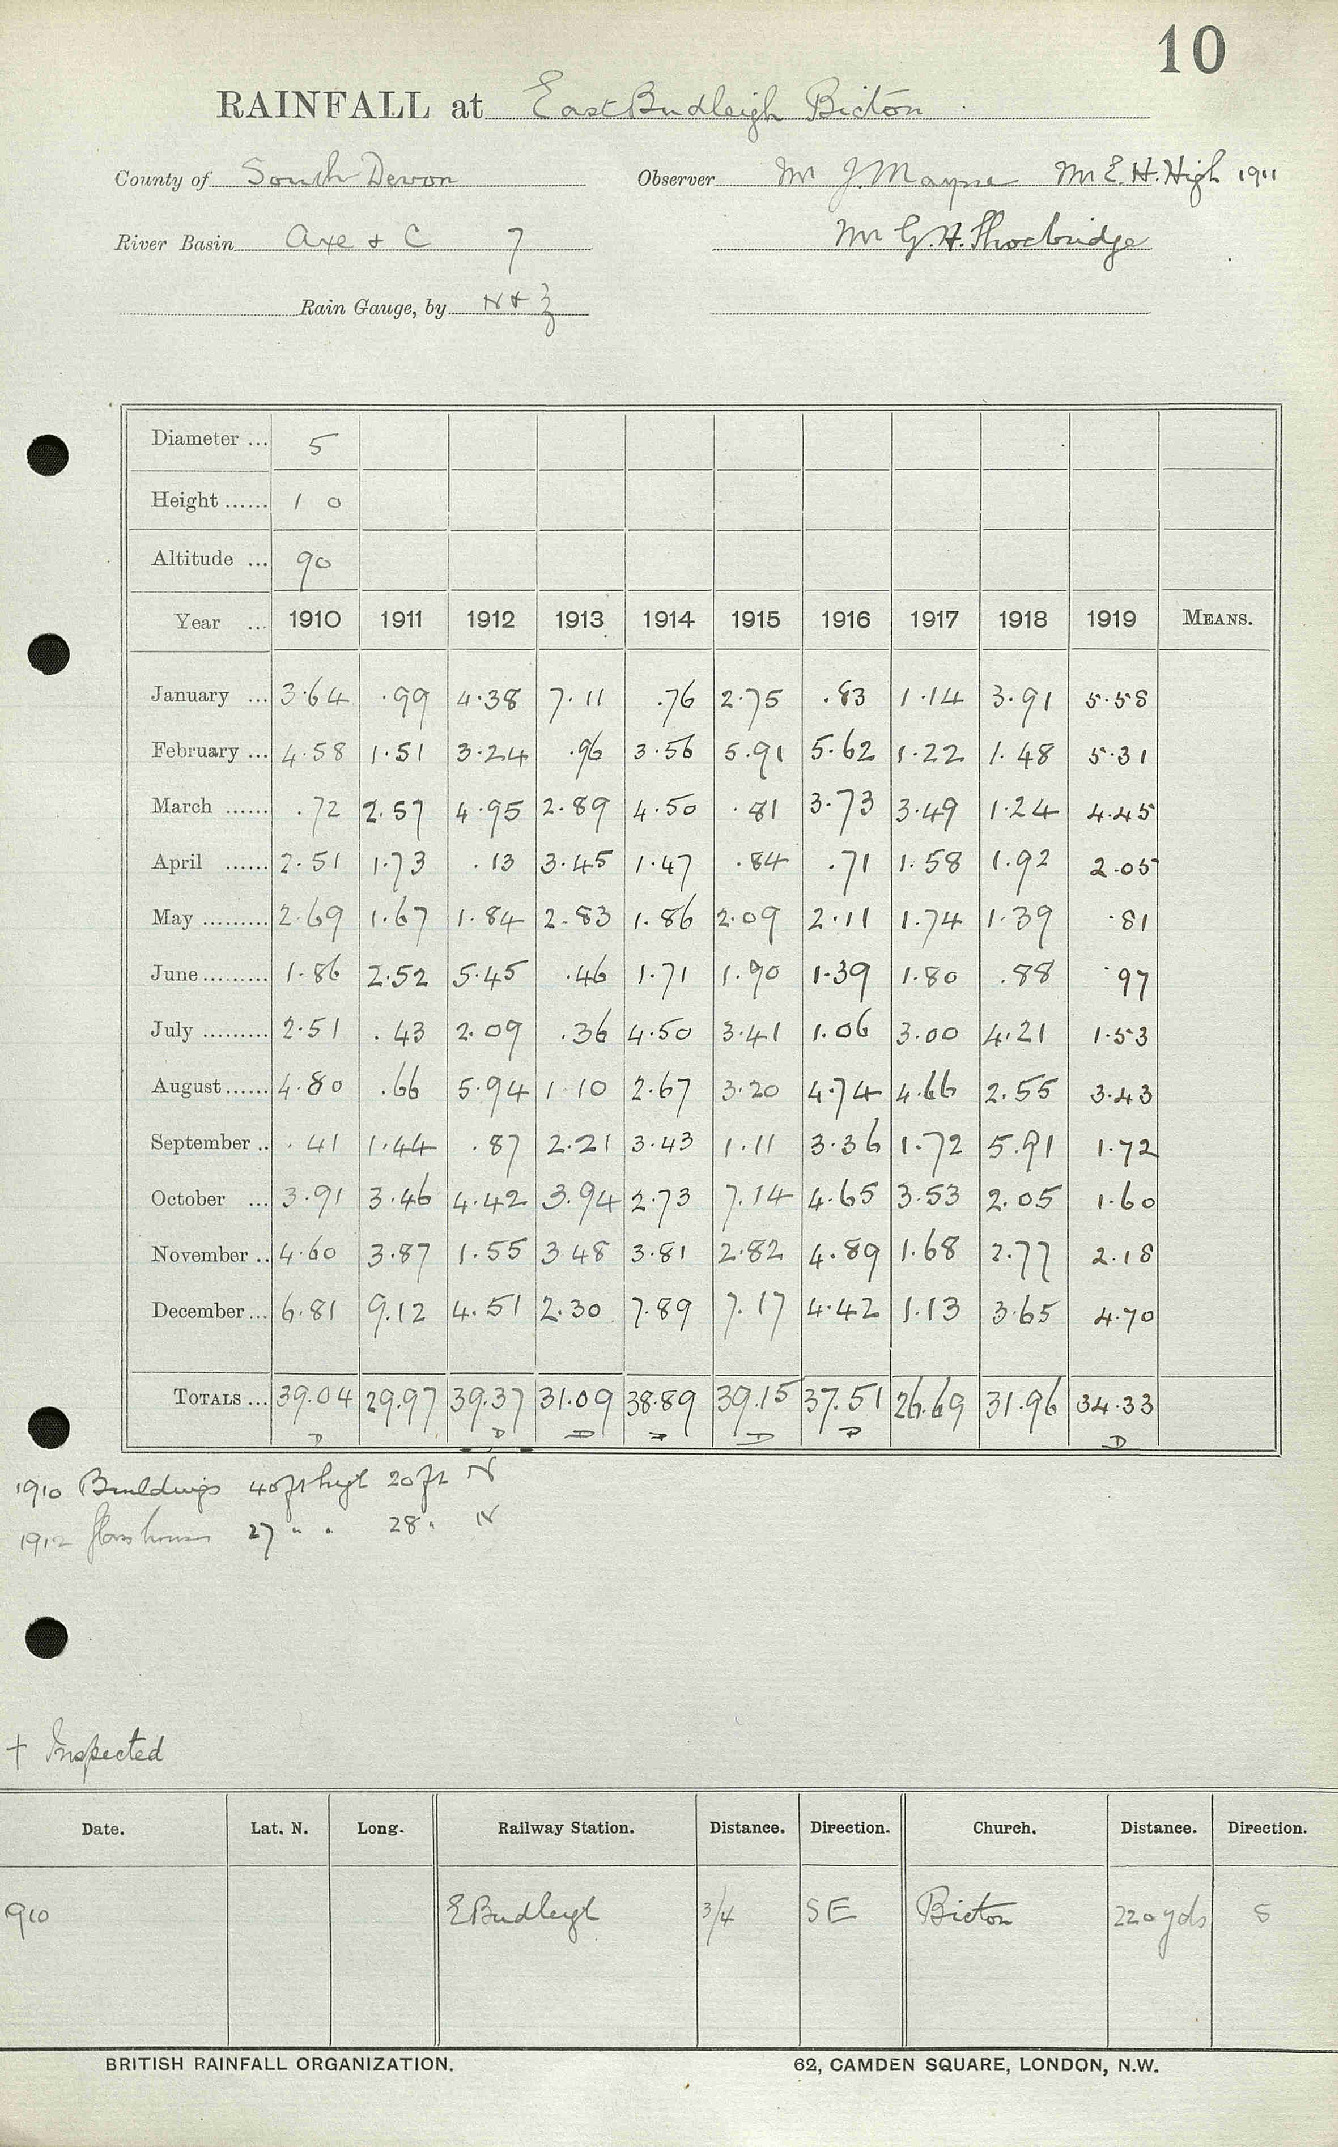 10
RAINFALL at East Budleigh Bicton
County of South Devon Observer Mr J. Mayne Mr E. H. High 1911
River Basin Axe & C 7 Mr G. H. Shocbridge
Rain Gauge, by N & Z
Diameter ... 5
Height ...... 1 0
Altitude ... 90
Year ... 1910 1911 1912 1913 1914 1915 1916 1917 1918 1919 MEANS.
January ... 3.64 .99 4.38 7.11 .76 2.75 .83 1.14 3.91 5.58
February ... 4.58 1.51 3.24 .96 3.56 5.91 5.62 1.22 1.48 5.31
March ...... .72 2.57 4.95 2.89 4.50 .81 3.73 3.49 1.24 4.45
April ...... 2.51 1.73 .13 3.45 1.47 .84 .71 1.58 1.92 2.05
May ......... 2.69 1.67 1.84 2.83 1.86 2.09 2.11 1.74 1.39 .81
June ......... 1.86 2.52 5.45 .46 1.71 1.90 1.39 1.80 .88 .97
July ......... 2.51 .43 2.09 .36 4.50 3.41 1.06 3.00 4.21 1.53
August ...... 4.80 .66 5.94 1.10 2.67 3.20 4.74 4.66 2.55 3.43
September .. .41 1.44 .87 2.21 3.43 1.11 3.36 1.72 5.91 1.72
October ... 3.91 3.46 4.42 3.94 2.73 7.14 4.65 3.53 2.05 1.60
November .. 4.60 3.87 1.55 3.48 3.81 2.82 4.89 1.68 2.77 2.18
December ... 6.81 9.12 4.51 2.30 7.89 7.17 4.42 1.13 3.65 4.70
TOTALS ... 39.04 29.97 39.37 31.09 38.89 39.15 37.51 26.69 31.96 34.33
D D D D D D D
1910 Buildings 40ft hgt 20ft N
1912 Glass house 27 " " 28 " N
† Inspected
Date. Lat. N. Long. Railway Station. Distance. Direction. Church. Distance. Direction.
910 E Budleigh 3/4 SE Bicton 220 yds S
BRITISH RAINFALL ORGANIZATION. 62, CAMDEN SQUARE, LONDON, N.W.